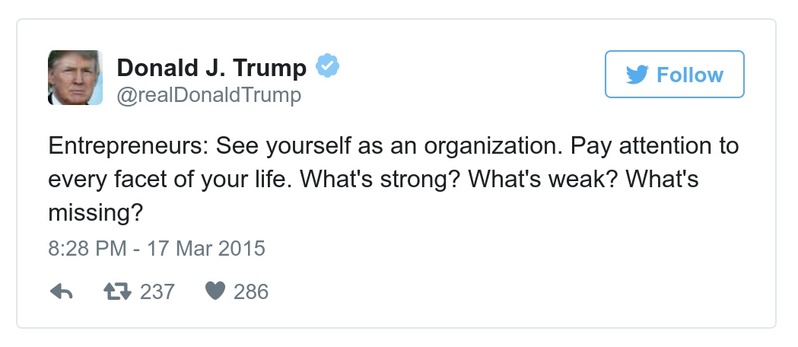 Donald J. Trump
@realDonaldTrump
Follow
Entrepreneurs: See yourself as an organization. Pay attention to
every facet of your life. What's strong? What's weak? What's
missing?
8:28 PM - 17 Mar 2015
237 286